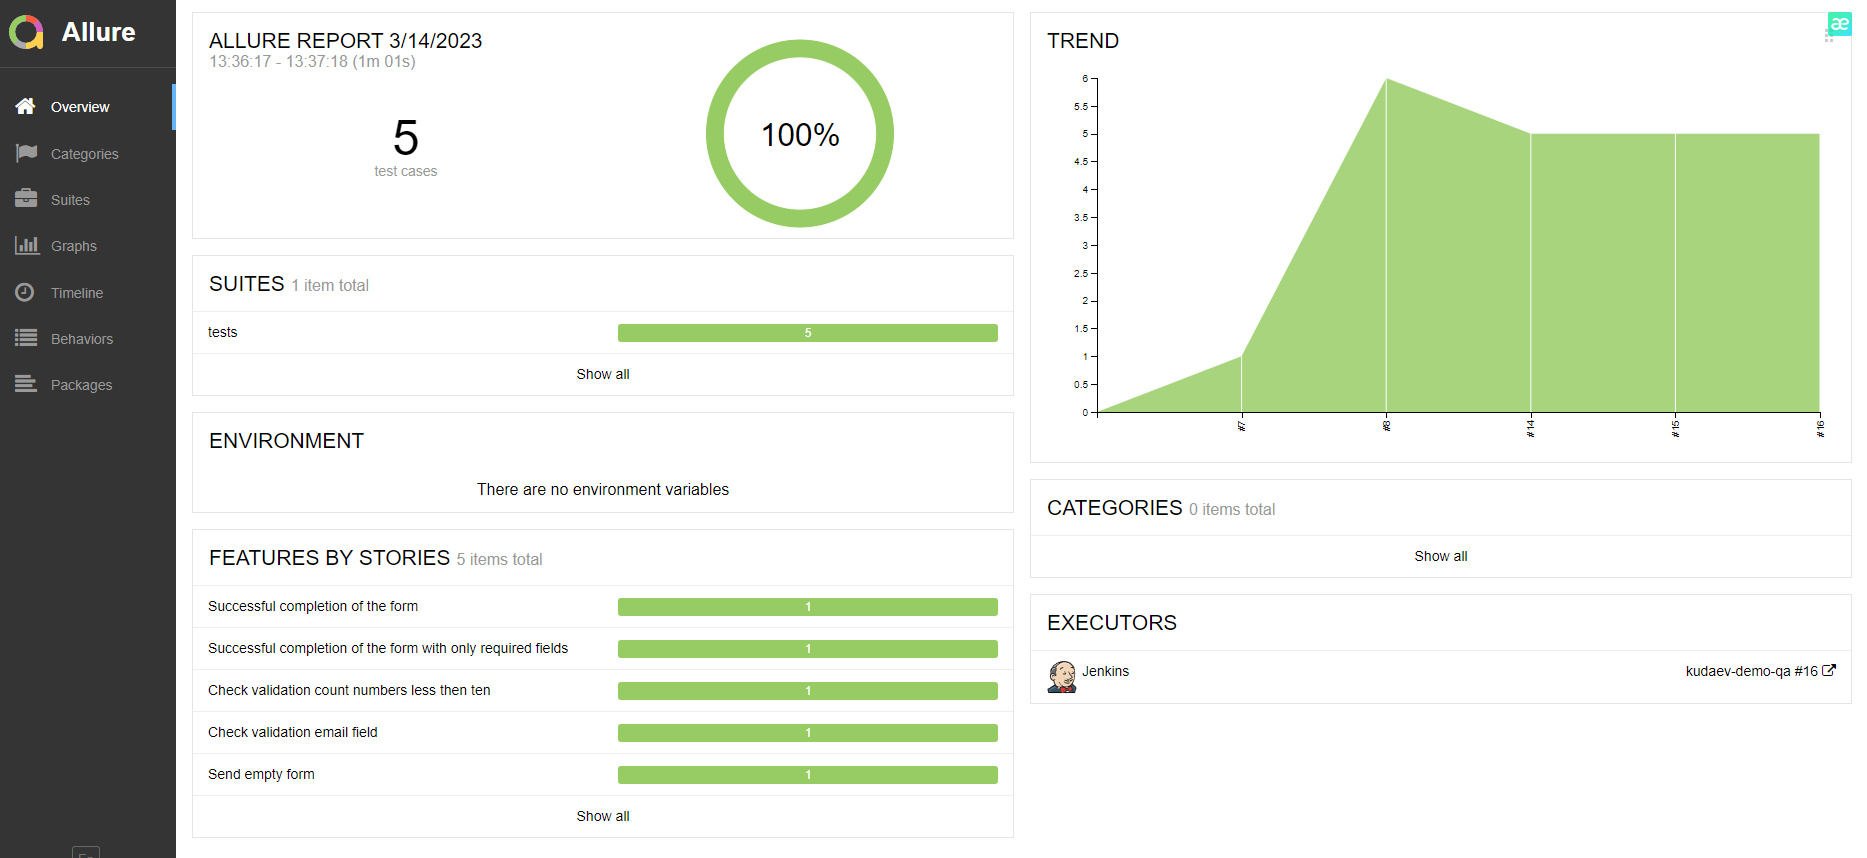 Allure
Overview
Categories
Suites
Graphs
Timeline
Behaviors
Packages
ALLURE REPORT 3/14/2023
13:36:17 - 13:37:18 (1m 01s)
5
test cases
100%
SUITES 1 item total
tests 5
Show all
ENVIRONMENT
There are no environment variables
FEATURES BY STORIES 5 items total
Successful completion of the form 1
Successful completion of the form with only required fields 1
Check validation count numbers less then ten 1
Check validation email field 1
Send empty form 1
Show all
TREND
æ
6
5.5
5
4.5
4
3.5
3
2.5
2
1.5
1
0.5
0
#7
#8
#14
#15
#16
CATEGORIES 0 items total
Show all
EXECUTORS
Jenkins kudaev-demo-qa #16